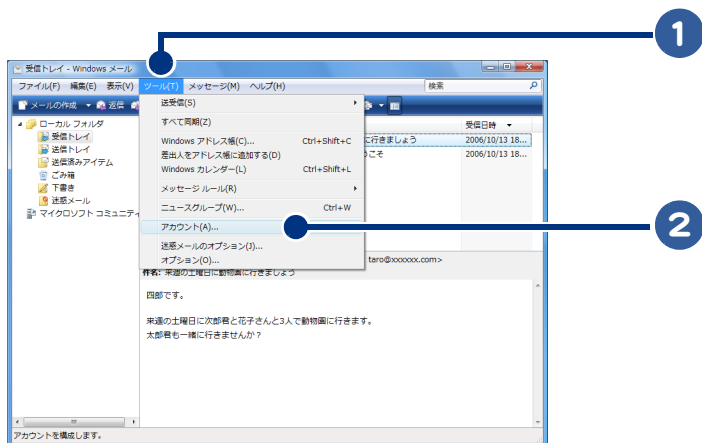 1
受信トレイ - Windows メール
ファイル(F) 編集(E) 表示(V) ツール(T) メッセージ(M) ヘルプ(H)
検索
メールの作成 返信
送受信(S)
すべて同期(Z)
Windows アドレス帳(C)... Ctrl+Shift+C
差出人をアドレス帳に追加する(D)
Windows カレンダー(L) Ctrl+Shift+L
メッセージ ルール(R)
ニュースグループ(W)... Ctrl+W
アカウント(A)...
迷惑メールのオプション(J)...
オプション(O)...
2
ローカル フォルダ
受信トレイ
送信トレイ
送信済みアイテム
ごみ箱
下書き
迷惑メール
マイクロソフト コミュニティ
受信日時
に行きましょう 2006/10/13 18...
うこそ 2006/10/13 18...
taro@xxxxxx.com>
件名: 来週の土曜日に動物園に行きましょう
四郎です。
来週の土曜日に次郎君と花子さんと3人で動物園に行きます。
太郎君も一緒に行きませんか？
アカウントを構成します。